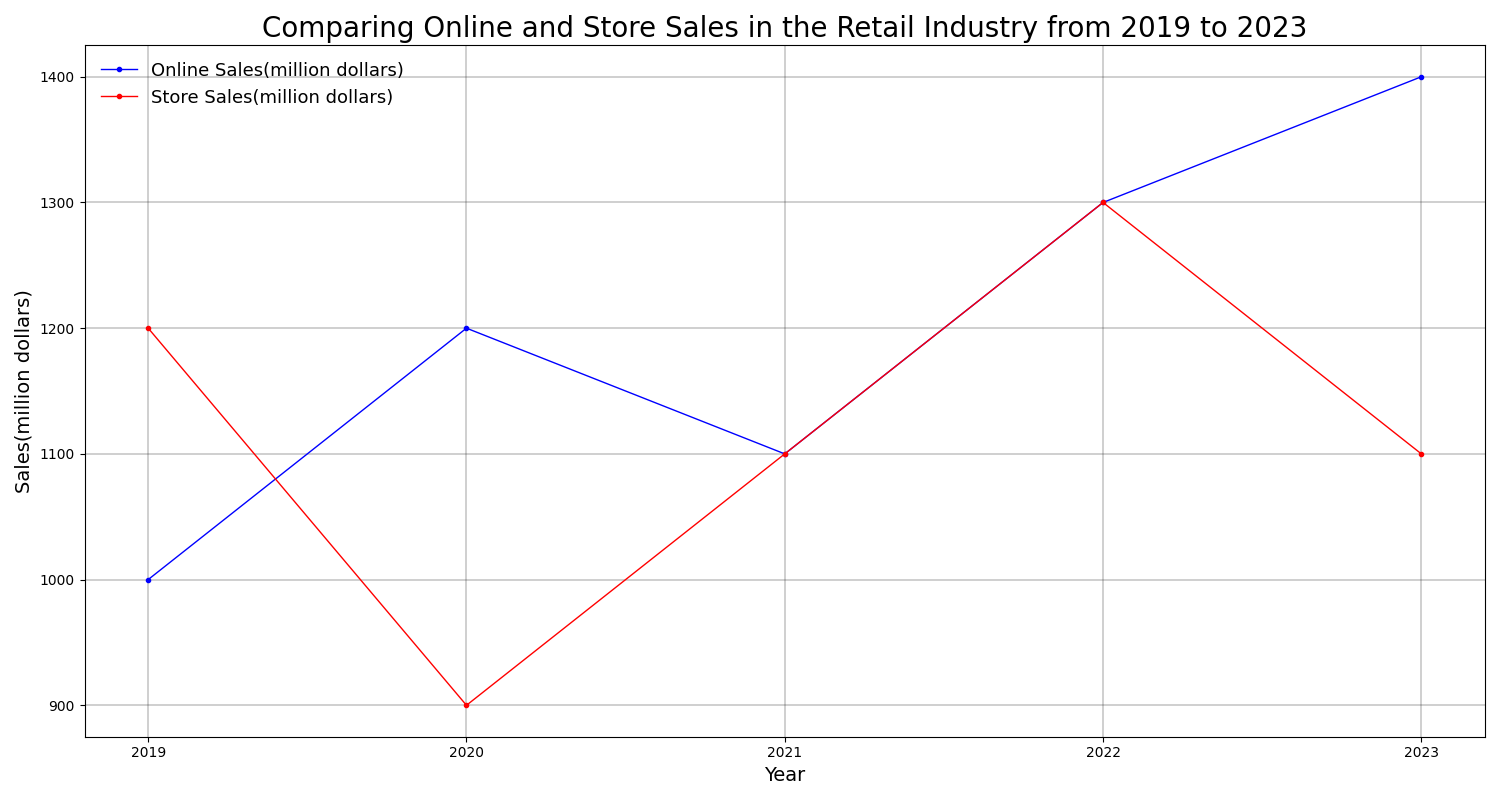 Comparing Online and Store Sales in the Retail Industry from 2019 to 2023
Online Sales(million dollars)
Store Sales(million dollars)
Sales(million dollars)
1400
1300
1200
1100
1000
900
2019
2020
2021
2022
2023
Year